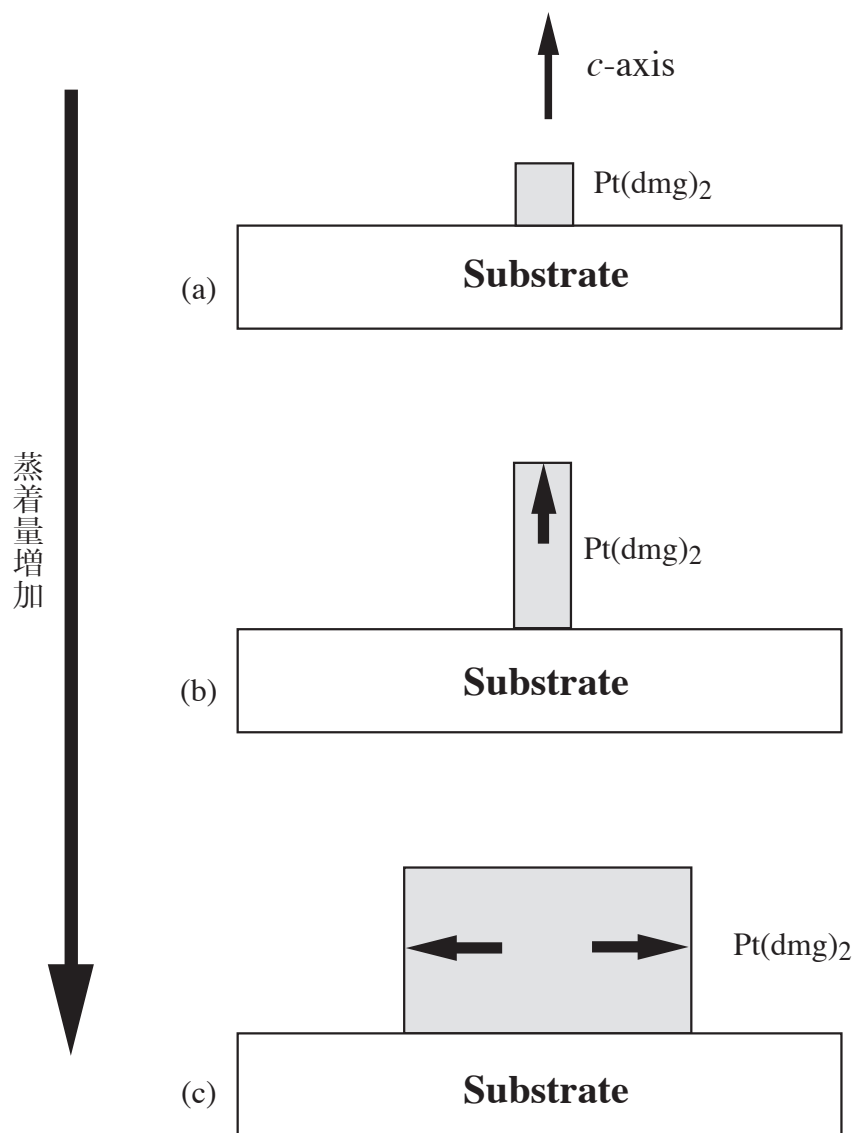 c-axis
Pt(dmg)2
Substrate
(a)
蒸着量増加
Pt(dmg)2
Substrate
(b)
Pt(dmg)2
Substrate
(c)